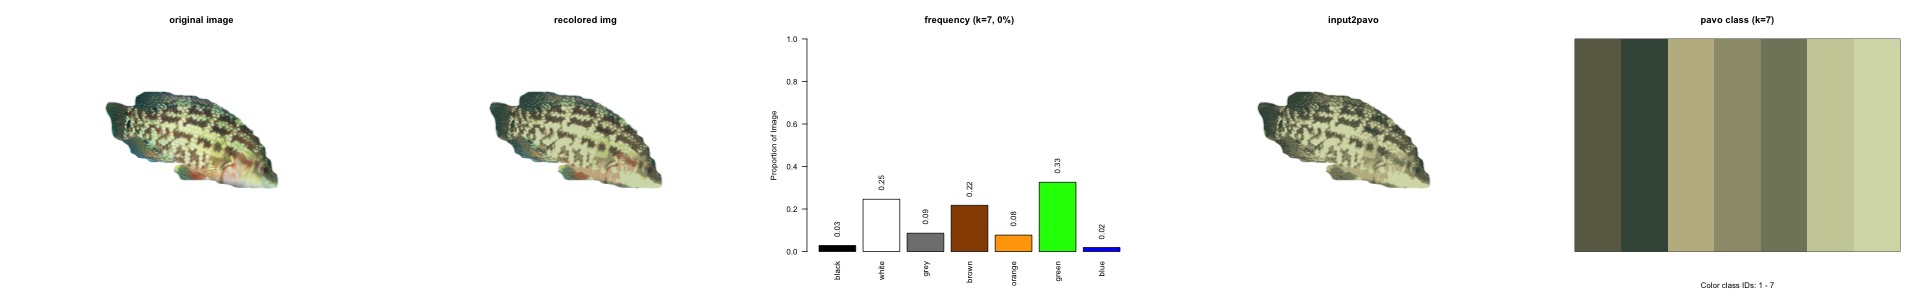 original image
recolored img
frequency (k=7, 0%)
input2pavo
pavo class (k=7)
Proportion of Image
1.0
0.8
0.6
0.4
0.2
0.0
0.03
0.25
0.09
0.22
0.08
0.33
0.02
black
white
grey
brown
orange
green
blue
Color class IDs: 1 - 7